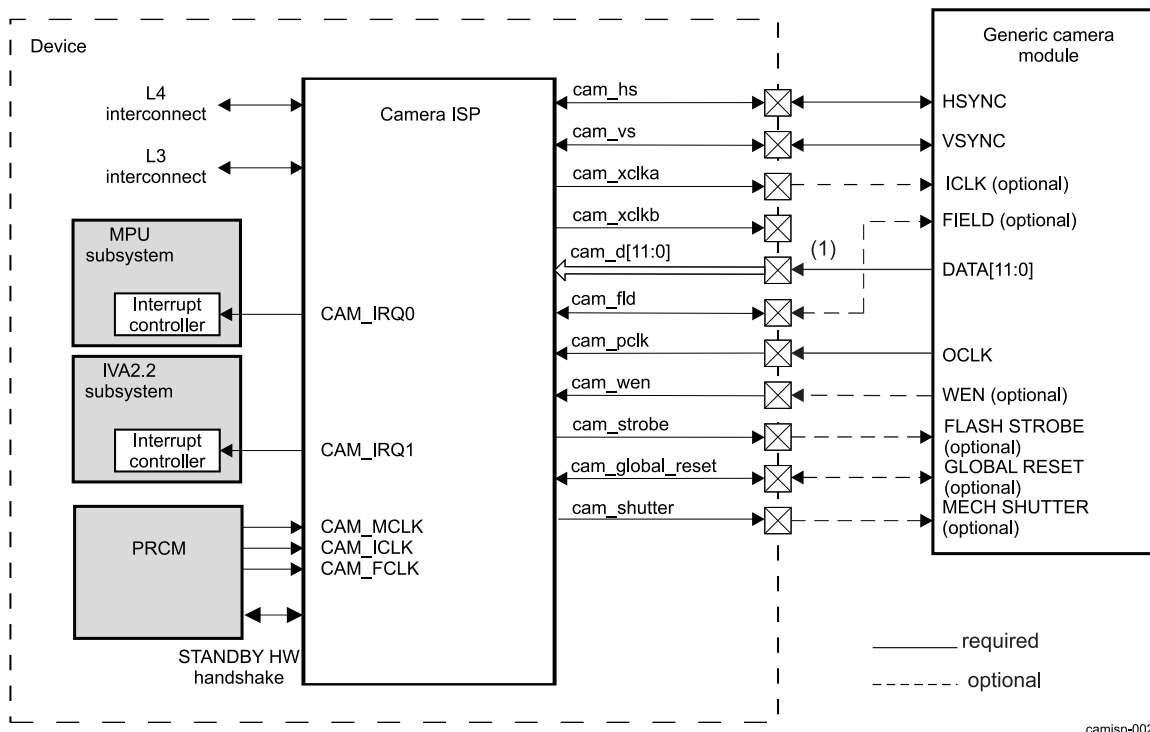 Device
Generic camera
module
L4
interconnect
L3
interconnect
Camera ISP
MPU
subsystem
Interrupt
controller
IVA2.2
subsystem
Interrupt
controller
PRCM
STANDBY HW
handshake
CAM_IRQ0
CAM_IRQ1
CAM_MCLK
CAM_ICLK
CAM_FCLK
cam_hs
cam_vs
cam_xclka
cam_xclkb
cam_d[11:0]
cam_fld
cam_pclk
cam_wen
cam_strobe
cam_global_reset
cam_shutter
(1)
HSYNC
VSYNC
ICLK (optional)
FIELD (optional)
DATA[11:0]
OCLK
WEN (optional)
FLASH STROBE
(optional)
GLOBAL RESET
(optional)
MECH SHUTTER
(optional)
required
optional
camisp-002